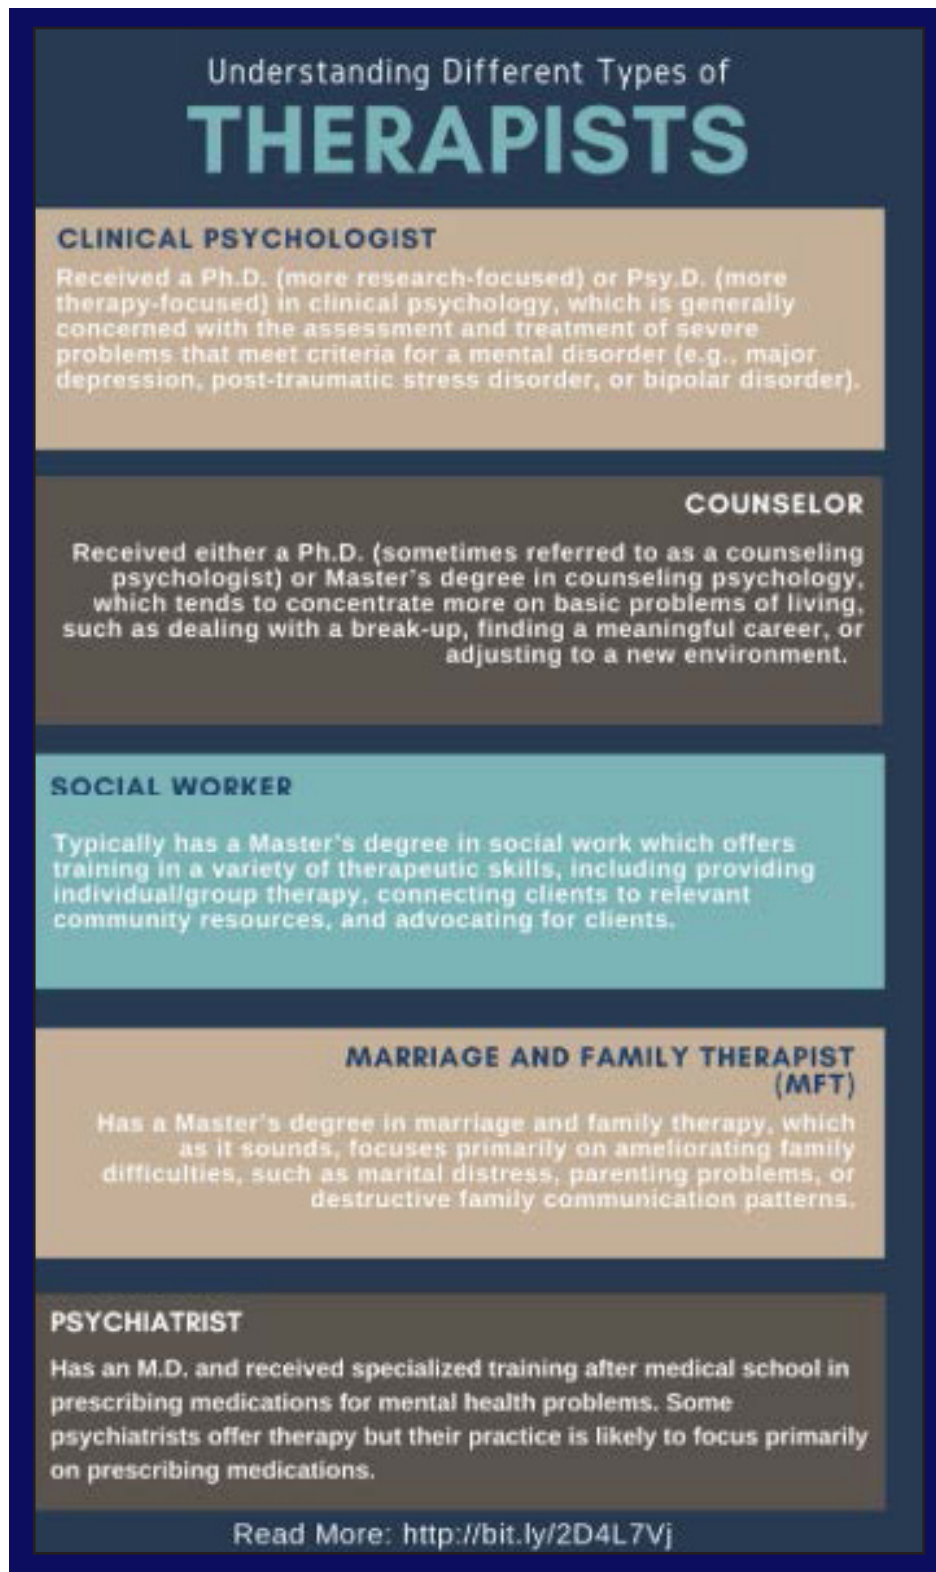 Understanding Different Types of
THERAPISTS
CLINICAL PSYCHOLOGIST
Received a Ph.D. (more research-focused) or Psy.D. (more
therapy-focused) in clinical psychology, which is generally
concerned with the assessment and treatment of severe
problems that meet criteria for a mental disorder (e.g., major
depression, post-traumatic stress disorder, or bipolar disorder).
COUNSELOR
Received either a Ph.D. (sometimes referred to as a counseling
psychologist) or Master's degree in counseling psychology,
which tends to concentrate more on basic problems of living,
such as dealing with a break-up, finding a meaningful career, or
adjusting to a new environment.
SOCIAL WORKER
Typically has a Master's degree in social work which offers
training in a variety of therapeutic skills, including providing
individual/group therapy, connecting clients to relevant
community resources, and advocating for clients.
MARRIAGE AND FAMILY THERAPIST
(MFT)
Has a Master's degree in marriage and family therapy, which
as it sounds, focuses primarily on ameliorating family
difficulties, such as marital distress, parenting problems, or
destructive family communication patterns.
PSYCHIATRIST
Has an M.D. and received specialized training after medical school in
prescribing medications for mental health problems. Some
psychiatrists offer therapy but their practice is likely to focus primarily
on prescribing medications.
Read More: http://bit.ly/2D4L7Vj